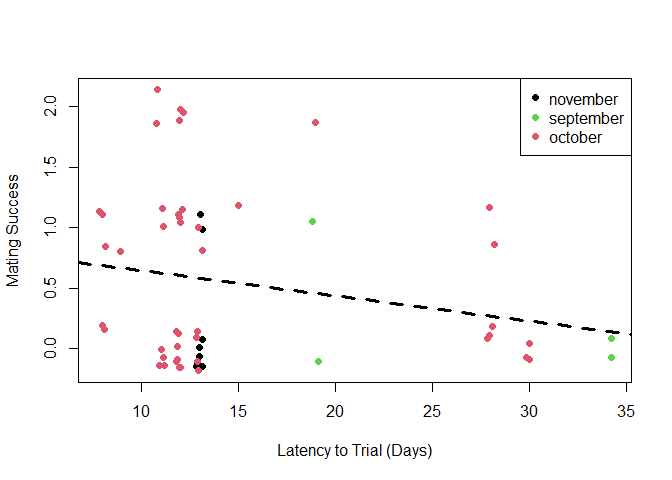 november
september
october
2.0
1.5
1.0
0.5
0.0
Mating Success
10 15 20 25 30 35
Latency to Trial (Days)